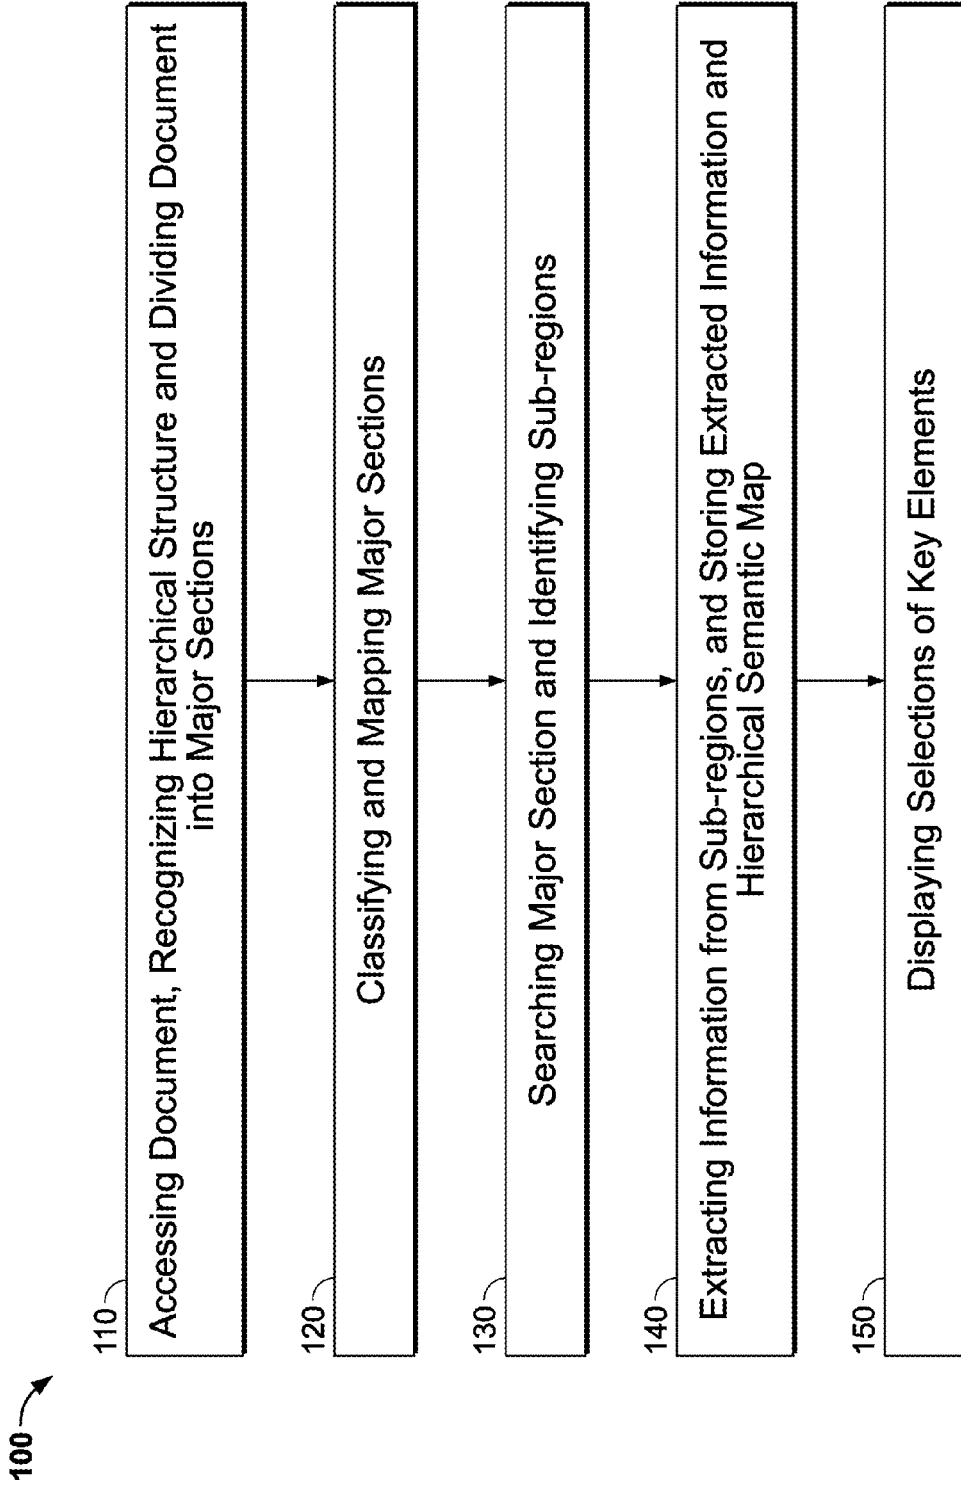 100
110
Accessing Document, Recognizing Hierarchical Structure and Dividing Document
into Major Sections
120
Classifying and Mapping Major Sections
130
Searching Major Section and Identifying Sub-regions
140
Extracting Information from Sub-regions, and Storing Extracted Information and
Hierarchical Semantic Map
150
Displaying Selections of Key Elements